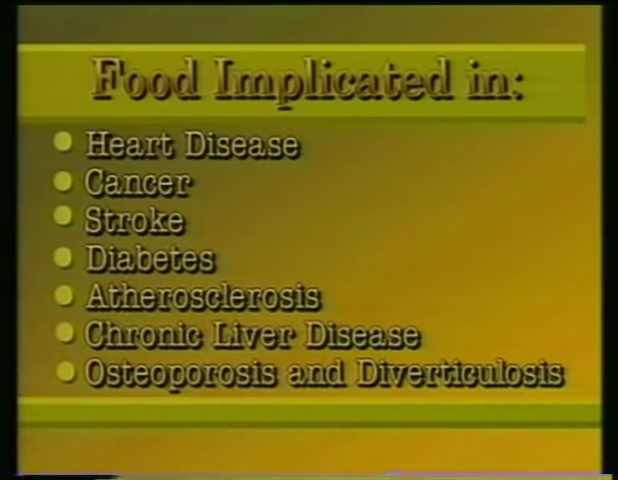 Food Implicated in:
Heart Disease
Cancer
Stroke
Diabetes
Atherosclerosis
Chronic Liver Disease
Osteoporosis and Diverticulosis